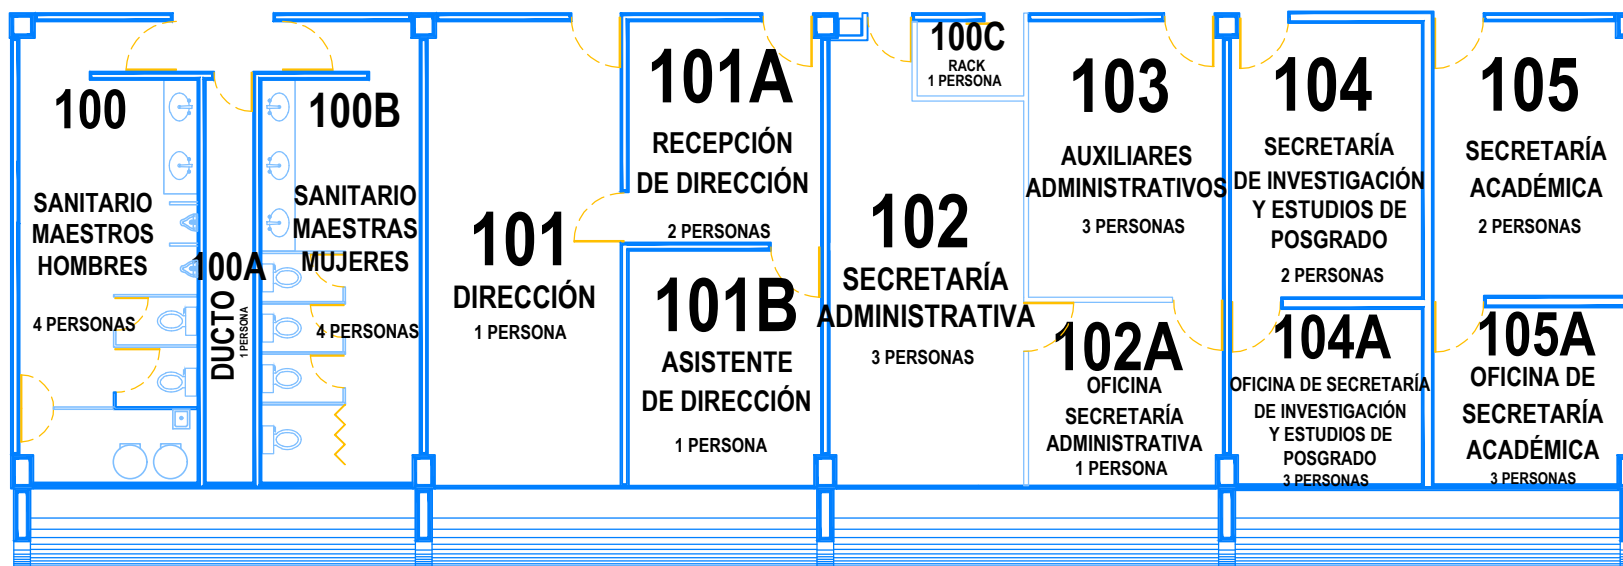 100
SANITARIO
MAESTROS
HOMBRES
4 PERSONAS
100A
DUCTO
1 PERSONA
100B
SANITARIO
MAESTRAS
MUJERES
4 PERSONAS
101
DIRECCIÓN
1 PERSONA
101A
RECEPCIÓN
DE DIRECCIÓN
2 PERSONAS
101B
ASISTENTE
DE DIRECCIÓN
1 PERSONA
102
SECRETARÍA
ADMINISTRATIVA
3 PERSONAS
100C
RACK
1 PERSONA
103
AUXILIARES
ADMINISTRATIVOS
3 PERSONAS
102A
OFICINA
SECRETARÍA
ADMINISTRATIVA
1 PERSONA
104
SECRETARÍA
DE INVESTIGACIÓN
Y ESTUDIOS DE
POSGRADO
2 PERSONAS
104A
OFICINA DE SECRETARÍA
DE INVESTIGACIÓN
Y ESTUDIOS DE
POSGRADO
3 PERSONAS
105
SECRETARÍA
ACADÉMICA
2 PERSONAS
105A
OFICINA DE
SECRETARÍA
ACADÉMICA
3 PERSONAS